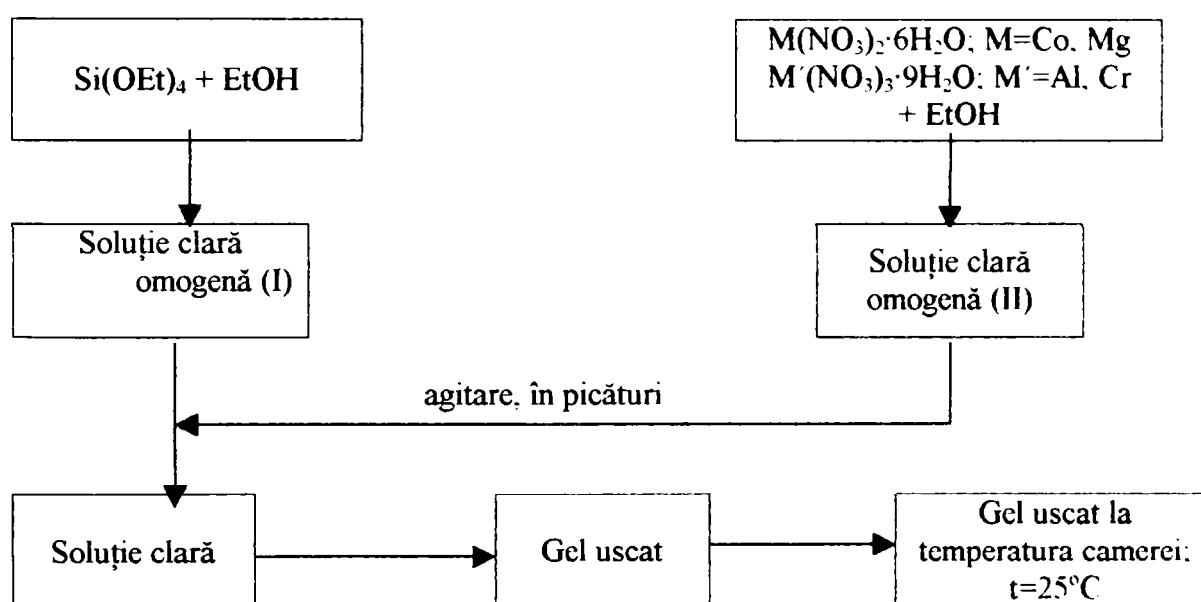 Si(OEt)₄ + EtOH
M(NO₃)₂·6H₂O; M=Co, Mg
M´(NO₃)₃·9H₂O; M´=Al, Cr
+ EtOH
Soluție clară
omogenă (I)
Soluție clară
omogenă (II)
agitare, în picături
Soluție clară
Gel uscat
Gel uscat la
temperatura camerei:
t=25°C